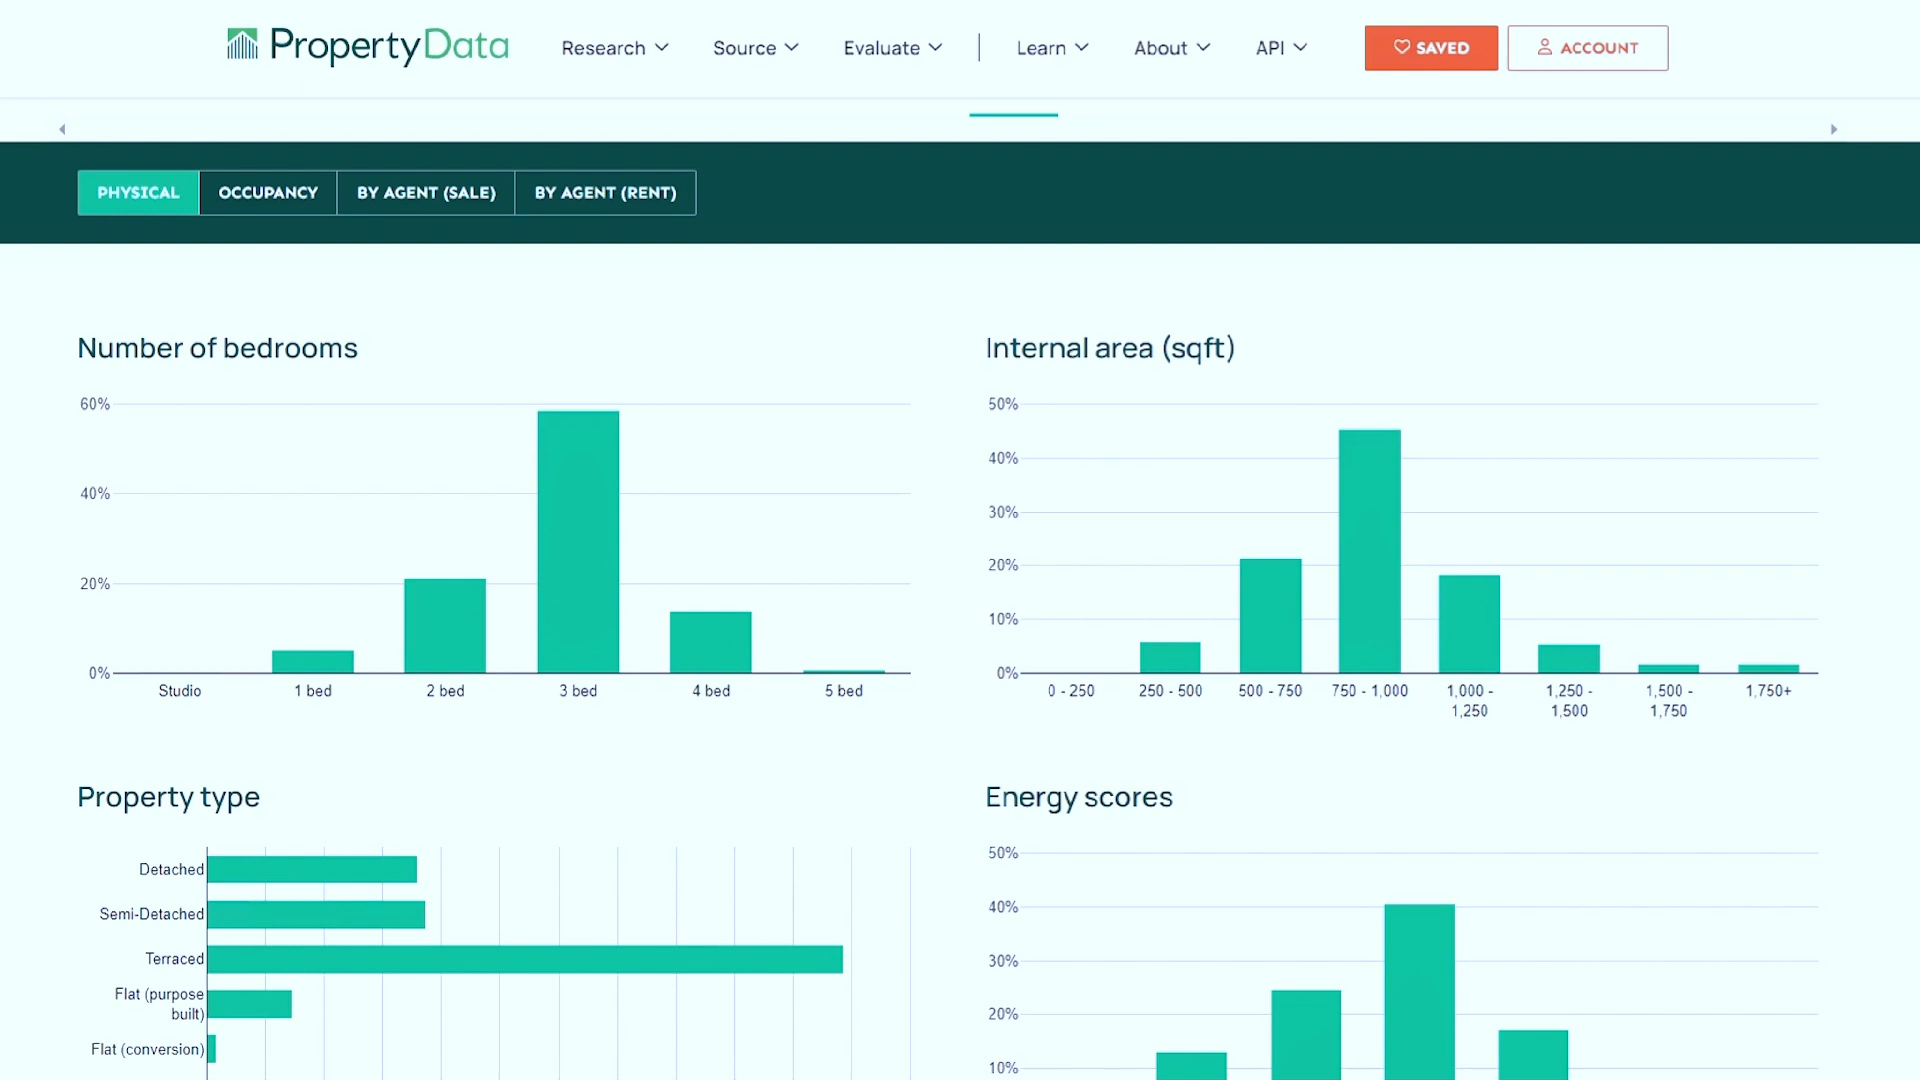 PropertyData
Research
Source
Evaluate
Learn
About
API
SAVED
ACCOUNT
PHYSICAL
OCCUPANCY
BY AGENT (SALE)
BY AGENT (RENT)
Number of bedrooms
60%
40%
20%
0%
Studio
1 bed
2 bed
3 bed
4 bed
5 bed
Internal area (sqft)
50%
40%
30%
20%
10%
0%
0 - 250
250 - 500
500 - 750
750 - 1,000
1,000 -
1,250
1,250 -
1,500
1,500 -
1,750
1,750+
Property type
Detached
Semi-Detached
Terraced
Flat (purpose
built)
Flat (conversion)
Energy scores
50%
40%
30%
20%
10%